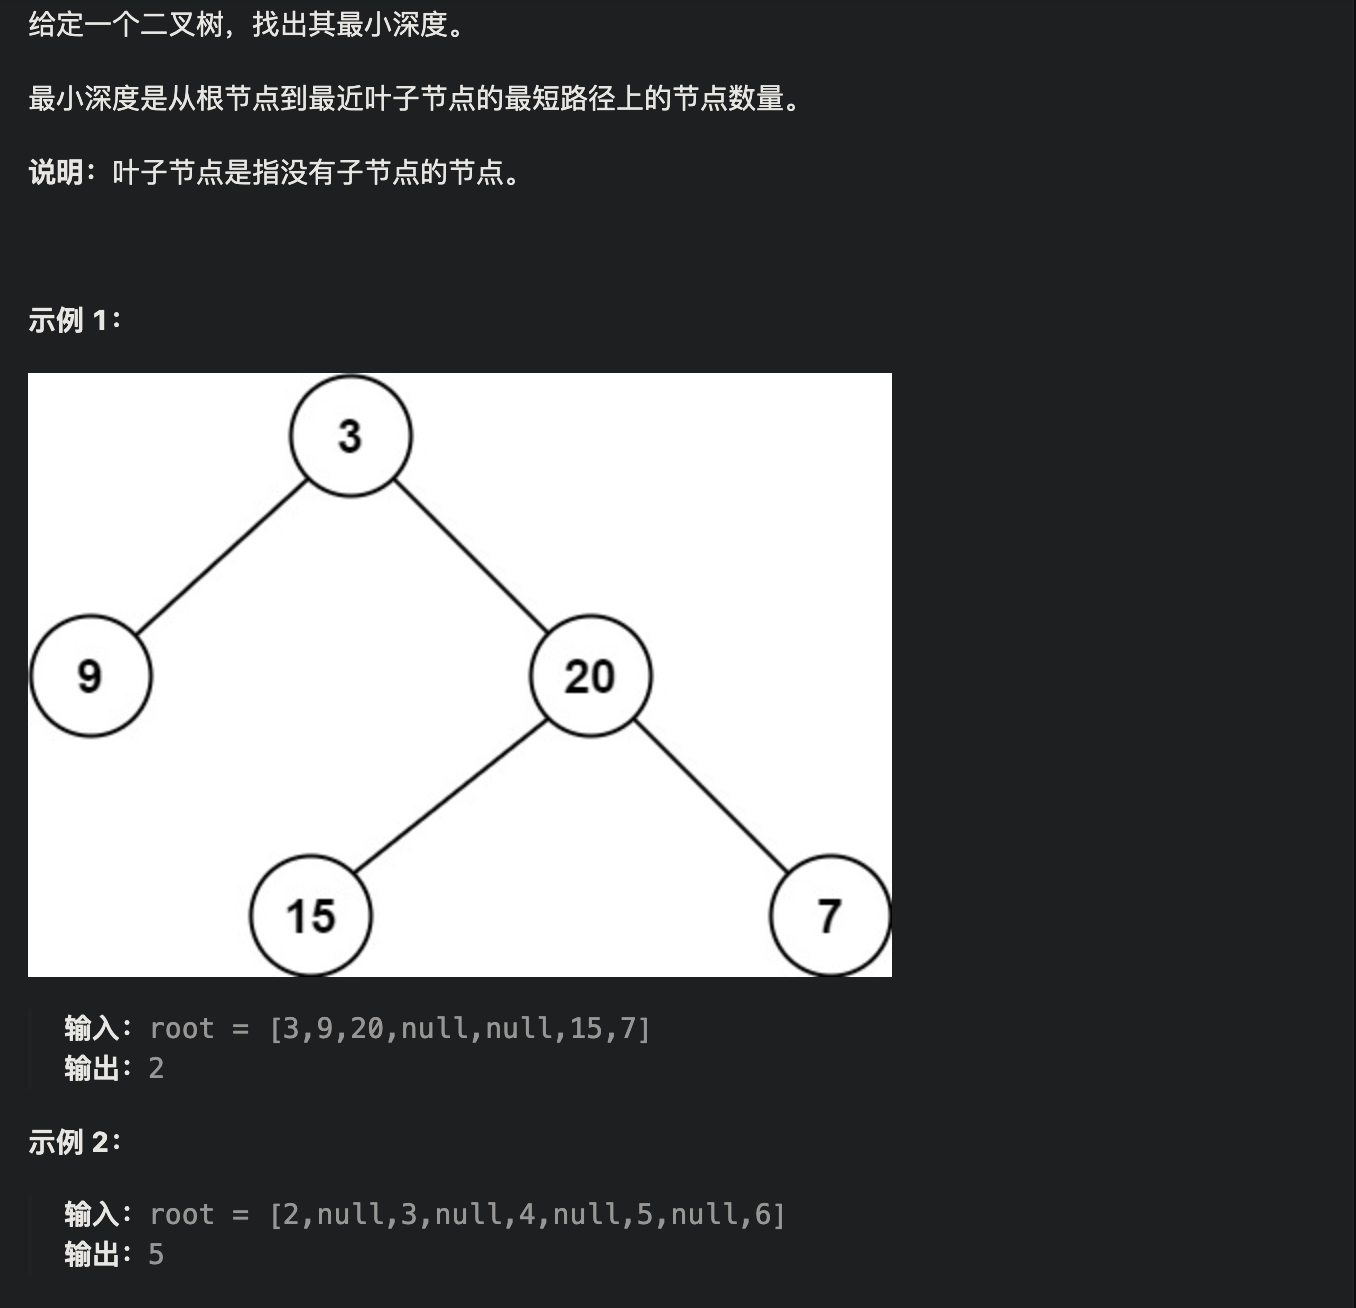 给定一个二叉树，找出其最小深度。
最小深度是从根节点到最近叶子节点的最短路径上的节点数量。
说明：叶子节点是指没有子节点的节点。
示例 1：
3
9
20
15
7
输入：root = [3,9,20,null,null,15,7]
输出：2
示例 2：
输入：root = [2,null,3,null,4,null,5,null,6]
输出：5